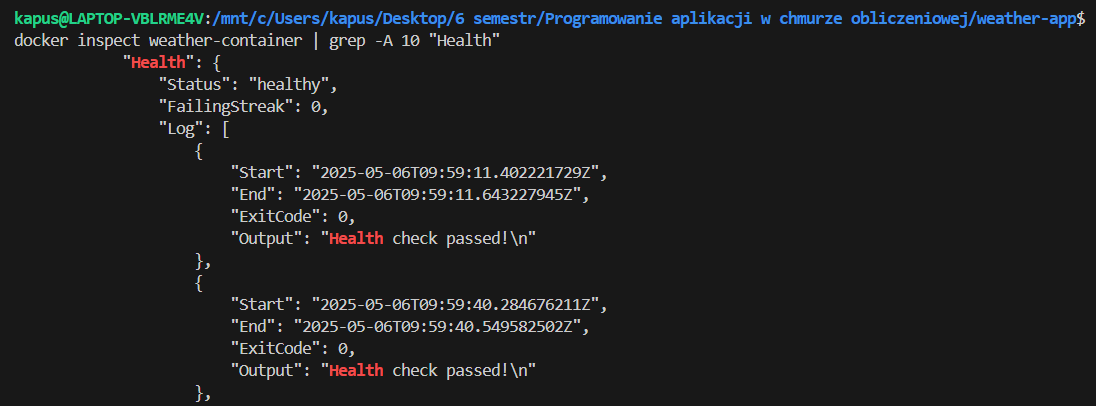 kapus@LAPTOP-VBLRME4V:/mnt/c/Users/kapus/Desktop/6 semestr/Programowanie aplikacji w chmurze obliczeniowej/weather-app$
docker inspect weather-container | grep -A 10 "Health"
            "Health": {
                "Status": "healthy",
                "FailingStreak": 0,
                "Log": [
                    {
                        "Start": "2025-05-06T09:59:11.402221729Z",
                        "End": "2025-05-06T09:59:11.643227945Z",
                        "ExitCode": 0,
                        "Output": "Health check passed!\n"
                    },
                    {
                        "Start": "2025-05-06T09:59:40.284676211Z",
                        "End": "2025-05-06T09:59:40.549582502Z",
                        "ExitCode": 0,
                        "Output": "Health check passed!\n"
                    },